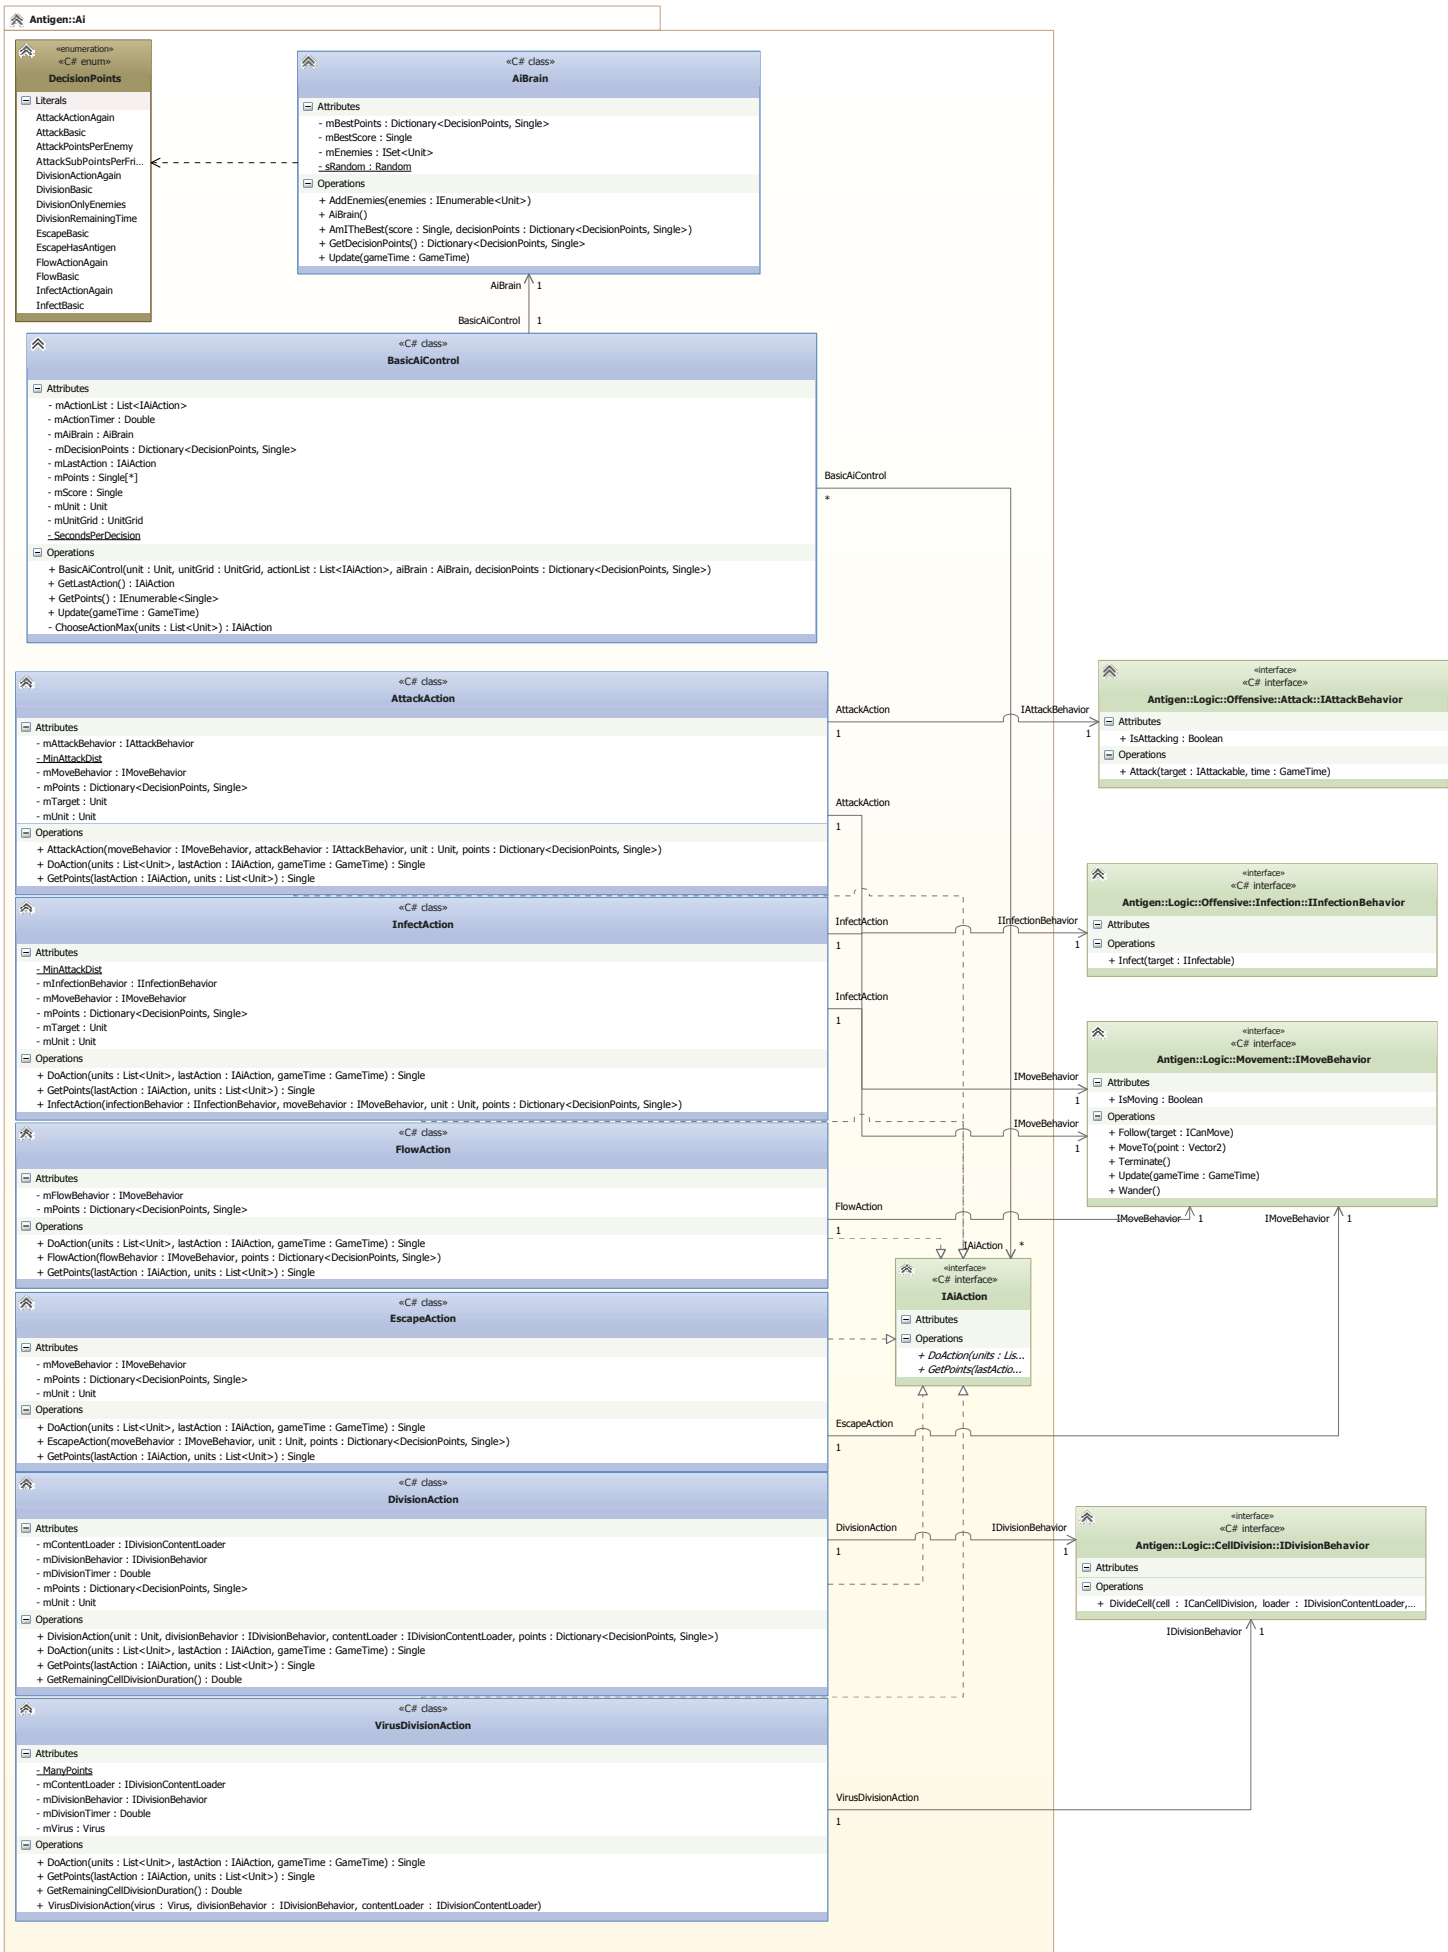 Antigen::Ai
«enumeration»
«C# enum»
DecisionPoints
Literals
AttackActionAgain
AttackBasic
AttackPointsPerEnemy
AttackSubPointsPerFri...
DivisionActionAgain
DivisionBasic
DivisionOnlyEnemies
DivisionRemainingTime
EscapeBasic
EscapeHasAntigen
FlowActionAgain
FlowBasic
InfectActionAgain
InfectBasic
«C# class»
AiBrain
Attributes
- mBestPoints : Dictionary<DecisionPoints, Single>
- mBestScore : Single
- mEnemies : ISet<Unit>
- sRandom : Random
Operations
+ AddEnemies(enemies : IEnumerable<Unit>)
+ AiBrain()
+ AmITheBest(score : Single, decisionPoints : Dictionary<DecisionPoints, Single>)
+ GetDecisionPoints() : Dictionary<DecisionPoints, Single>
+ Update(gameTime : GameTime)
AiBrain 1
BasicAiControl 1
«C# class»
BasicAiControl
Attributes
- mActionList : List<IAiAction>
- mActionTimer : Double
- mAiBrain : AiBrain
- mDecisionPoints : Dictionary<DecisionPoints, Single>
- mLastAction : IAiAction
- mPoints : Single[*]
- mScore : Single
- mUnit : Unit
- mUnitGrid : UnitGrid
- SecondsPerDecision
Operations
+ BasicAiControl(unit : Unit, unitGrid : UnitGrid, actionList : List<IAiAction>, aiBrain : AiBrain, decisionPoints : Dictionary<DecisionPoints, Single>)
+ GetLastAction() : IAiAction
+ GetPoints() : IEnumerable<Single>
+ Update(gameTime : GameTime)
- ChooseActionMax(units : List<Unit>) : IAiAction
BasicAiControl
*
«C# class»
AttackAction
Attributes
- mAttackBehavior : IAttackBehavior
- MinAttackDist
- mMoveBehavior : IMoveBehavior
- mPoints : Dictionary<DecisionPoints, Single>
- mTarget : Unit
- mUnit : Unit
Operations
+ AttackAction(moveBehavior : IMoveBehavior, attackBehavior : IAttackBehavior, unit : Unit, points : Dictionary<DecisionPoints, Single>)
+ DoAction(units : List<Unit>, lastAction : IAiAction, gameTime : GameTime) : Single
+ GetPoints(lastAction : IAiAction, units : List<Unit>) : Single
AttackAction
1
IAttackBehavior
1
AttackAction
1
«interface»
«C# interface»
Antigen::Logic::Offensive::Attack::IAttackBehavior
Attributes
+ IsAttacking : Boolean
Operations
+ Attack(target : IAttackable, time : GameTime)
«C# class»
InfectAction
Attributes
- MinAttackDist
- mInfectionBehavior : IInfectionBehavior
- mMoveBehavior : IMoveBehavior
- mPoints : Dictionary<DecisionPoints, Single>
- mTarget : Unit
- mUnit : Unit
Operations
+ DoAction(units : List<Unit>, lastAction : IAiAction, gameTime : GameTime) : Single
+ GetPoints(lastAction : IAiAction, units : List<Unit>) : Single
+ InfectAction(infectionBehavior : IInfectionBehavior, moveBehavior : IMoveBehavior, unit : Unit, points : Dictionary<DecisionPoints, Single>)
InfectAction
1
IInfectionBehavior
1
InfectAction
1
«interface»
«C# interface»
Antigen::Logic::Offensive::Infection::IInfectionBehavior
Attributes
Operations
+ Infect(target : IInfectable)
IMoveBehavior
1
IMoveBehavior
1
«interface»
«C# interface»
Antigen::Logic::Movement::IMoveBehavior
Attributes
+ IsMoving : Boolean
Operations
+ Follow(target : ICanMove)
+ MoveTo(point : Vector2)
+ Terminate()
+ Update(gameTime : GameTime)
+ Wander()
«C# class»
FlowAction
Attributes
- mFlowBehavior : IMoveBehavior
- mPoints : Dictionary<DecisionPoints, Single>
Operations
+ DoAction(units : List<Unit>, lastAction : IAiAction, gameTime : GameTime) : Single
+ FlowAction(flowBehavior : IMoveBehavior, points : Dictionary<DecisionPoints, Single>)
+ GetPoints(lastAction : IAiAction, units : List<Unit>) : Single
FlowAction
1
IMoveBehavior 1
IMoveBehavior 1
IAiAction *
«interface»
«C# interface»
IAiAction
Attributes
Operations
+ DoAction(units : Lis...
+ GetPoints(lastActio...
«C# class»
EscapeAction
Attributes
- mMoveBehavior : IMoveBehavior
- mPoints : Dictionary<DecisionPoints, Single>
- mUnit : Unit
Operations
+ DoAction(units : List<Unit>, lastAction : IAiAction, gameTime : GameTime) : Single
+ EscapeAction(moveBehavior : IMoveBehavior, unit : Unit, points : Dictionary<DecisionPoints, Single>)
+ GetPoints(lastAction : IAiAction, units : List<Unit>) : Single
EscapeAction
1
«C# class»
DivisionAction
Attributes
- mContentLoader : IDivisionContentLoader
- mDivisionBehavior : IDivisionBehavior
- mDivisionTimer : Double
- mPoints : Dictionary<DecisionPoints, Single>
- mUnit : Unit
Operations
+ DivisionAction(unit : Unit, divisionBehavior : IDivisionBehavior, contentLoader : IDivisionContentLoader, points : Dictionary<DecisionPoints, Single>)
+ DoAction(units : List<Unit>, lastAction : IAiAction, gameTime : GameTime) : Single
+ GetPoints(lastAction : IAiAction, units : List<Unit>) : Single
+ GetRemainingCellDivisionDuration() : Double
DivisionAction
1
IDivisionBehavior
1
«interface»
«C# interface»
Antigen::Logic::CellDivision::IDivisionBehavior
Attributes
Operations
+ DivideCell(cell : ICanCellDivision, loader : IDivisionContentLoader,...
IDivisionBehavior 1
«C# class»
VirusDivisionAction
Attributes
- ManyPoints
- mContentLoader : IDivisionContentLoader
- mDivisionBehavior : IDivisionBehavior
- mDivisionTimer : Double
- mVirus : Virus
Operations
+ DoAction(units : List<Unit>, lastAction : IAiAction, gameTime : GameTime) : Single
+ GetPoints(lastAction : IAiAction, units : List<Unit>) : Single
+ GetRemainingCellDivisionDuration() : Double
+ VirusDivisionAction(virus : Virus, divisionBehavior : IDivisionBehavior, contentLoader : IDivisionContentLoader)
VirusDivisionAction
1